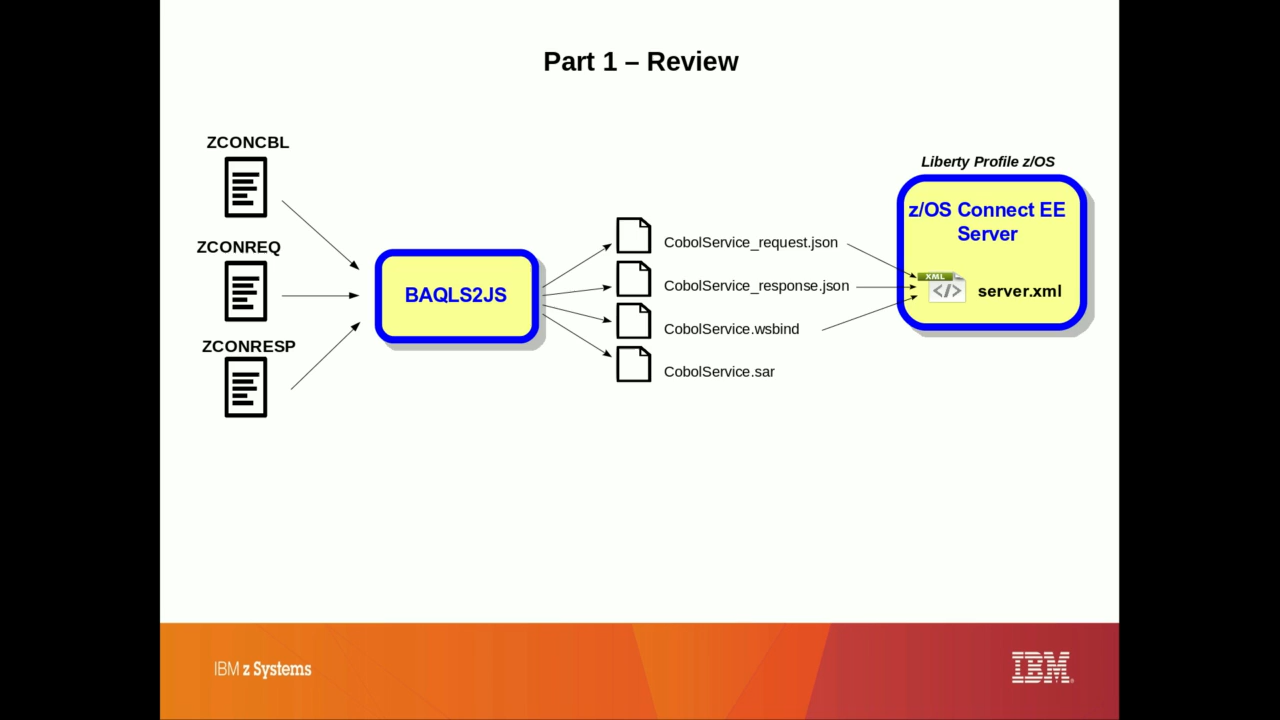 Part 1 – Review
ZCONCBL
ZCONREQ
ZCONRESP
BAQLS2JS
CobolService_request.json
CobolService_response.json
CobolService.wsbind
CobolService.sar
Liberty Profile z/OS
z/OS Connect EE
Server
XML
</>
server.xml
IBM z Systems
IBM